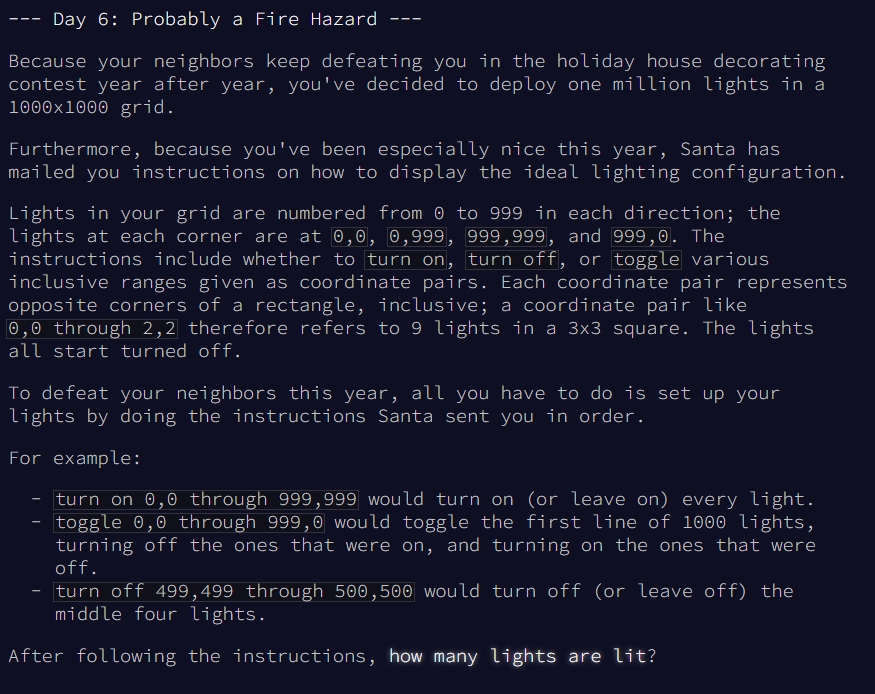 --- Day 6: Probably a Fire Hazard ---
Because your neighbors keep defeating you in the holiday house decorating
contest year after year, you've decided to deploy one million lights in a
1000x1000 grid.
Furthermore, because you've been especially nice this year, Santa has
mailed you instructions on how to display the ideal lighting configuration.
Lights in your grid are numbered from 0 to 999 in each direction; the
lights at each corner are at 0,0, 0,999, 999,999, and 999,0. The
instructions include whether to turn on, turn off, or toggle various
inclusive ranges given as coordinate pairs. Each coordinate pair represents
opposite corners of a rectangle, inclusive; a coordinate pair like
0,0 through 2,2 therefore refers to 9 lights in a 3x3 square. The lights
all start turned off.
To defeat your neighbors this year, all you have to do is set up your
lights by doing the instructions Santa sent you in order.
For example:
- turn on 0,0 through 999,999 would turn on (or leave on) every light.
- toggle 0,0 through 999,0 would toggle the first line of 1000 lights,
turning off the ones that were on, and turning on the ones that were
off.
- turn off 499,499 through 500,500 would turn off (or leave off) the
middle four lights.
After following the instructions, how many lights are lit?